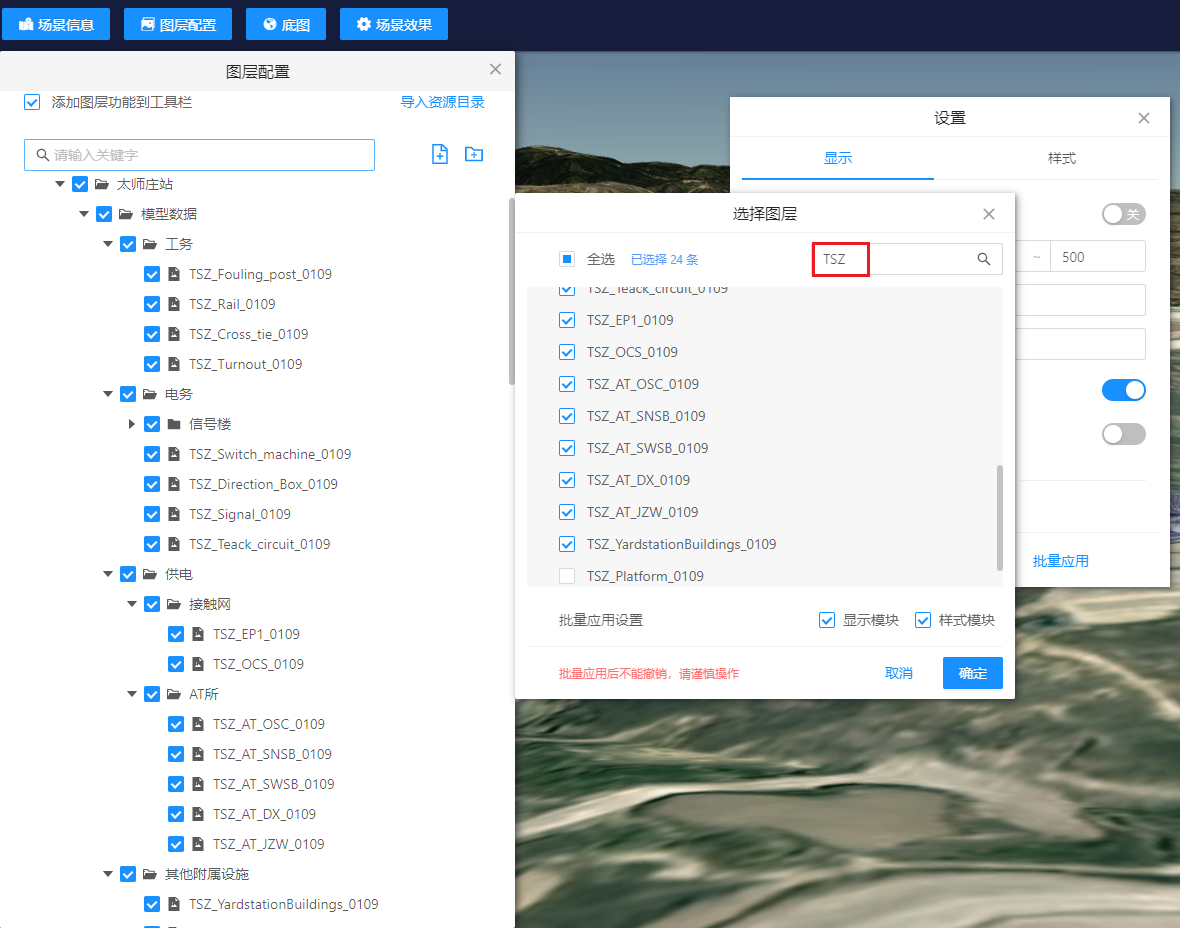 场景信息
图层配置
底图
场景效果
图层配置
添加图层功能到工具栏
导入资源目录
请输入关键字
太师庄站
模型数据
工务
TSZ_Fouling_post_0109
TSZ_Rail_0109
TSZ_Cross_tie_0109
TSZ_Turnout_0109
电务
信号楼
TSZ_Switch_machine_0109
TSZ_Direction_Box_0109
TSZ_Signal_0109
TSZ_Teack_circuit_0109
供电
接触网
TSZ_EP1_0109
TSZ_OCS_0109
AT所
TSZ_AT_OSC_0109
TSZ_AT_SNSB_0109
TSZ_AT_SWSB_0109
TSZ_AT_DX_0109
TSZ_AT_JZW_0109
其他附属设施
TSZ_YardstationBuildings_0109
设置
显示
样式
关
~
500
批量应用
选择图层
全选
已选择 24 条
TSZ
TSZ_Teack_circuit_0109
TSZ_EP1_0109
TSZ_OCS_0109
TSZ_AT_OSC_0109
TSZ_AT_SNSB_0109
TSZ_AT_SWSB_0109
TSZ_AT_DX_0109
TSZ_AT_JZW_0109
TSZ_YardstationBuildings_0109
TSZ_Platform_0109
批量应用设置
显示模块
样式模块
批量应用后不能撤销，请谨慎操作
取消
确定